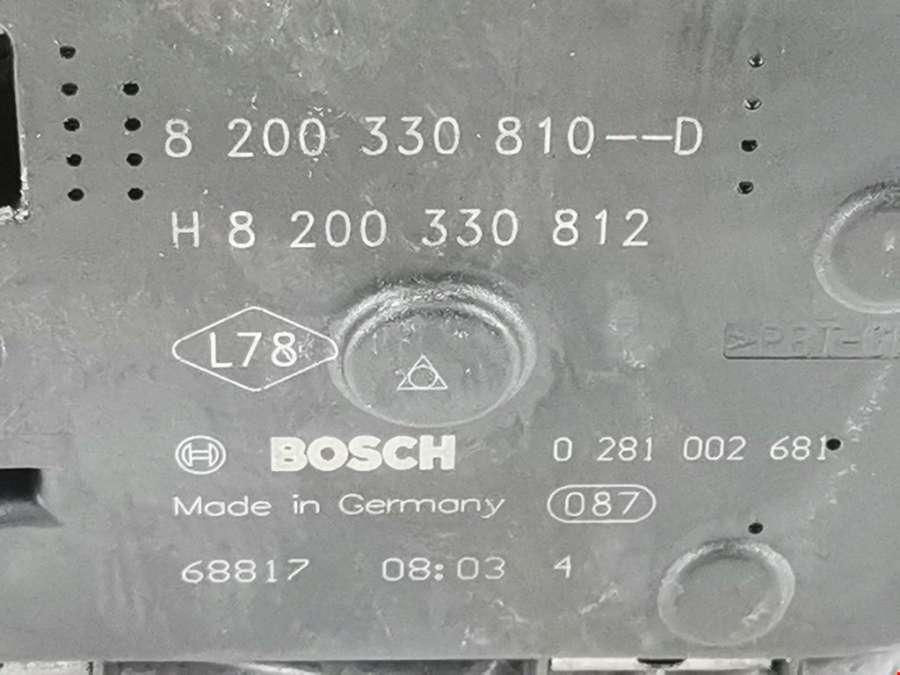 8 200 330 810--D
H 8 200 330 812
L78
BOSCH 0 281 002 681
Made in Germany 087
68817 08:03 4